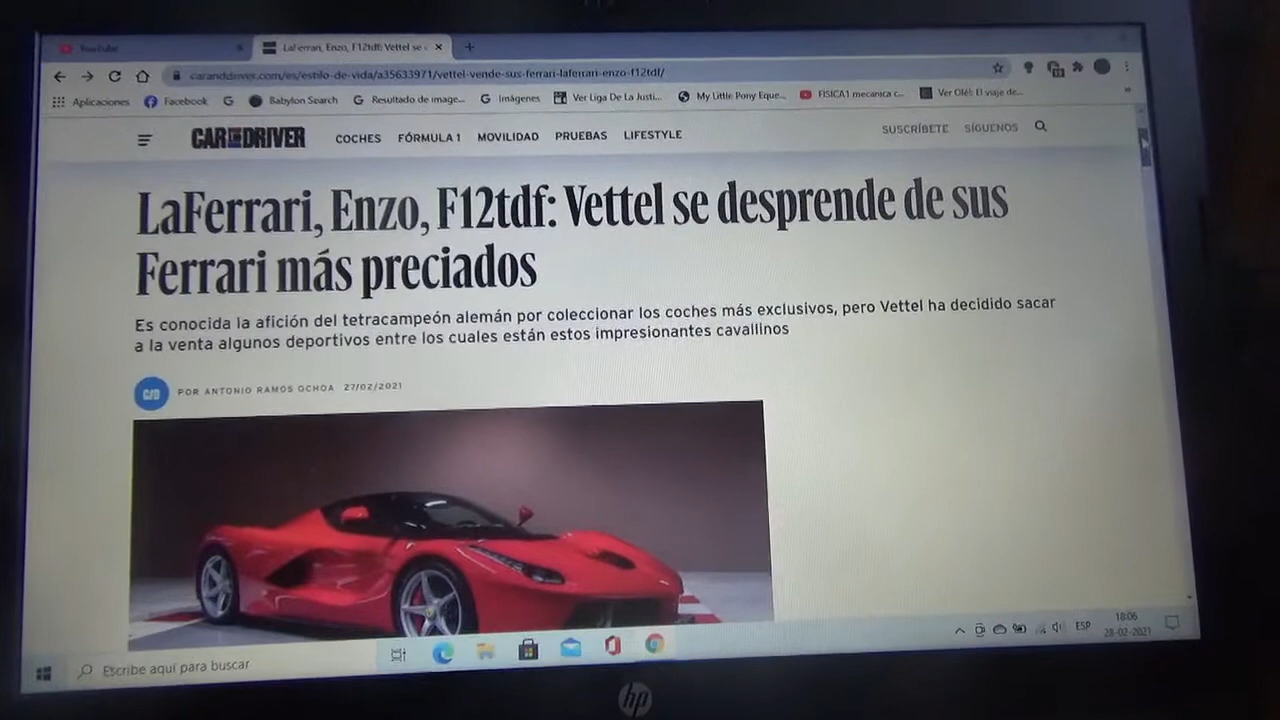 YouTube
LaFerrari, Enzo, F12tdf: Vettel se
caranddriver.com/es/estilo-de-vida/a35633971/vettel-vende-sus-ferrari-laferrari-enzo-f12tdf/
Aplicaciones Facebook Babylon Search Resultado de image... Imágenes Ver Liga De La Justi... My Little Pony Eque... FISICA1 mecanica c... Ver Olé! El viaje de...
CAR AND DRIVER COCHES FÓRMULA 1 MOVILIDAD PRUEBAS LIFESTYLE SUSCRÍBETE SÍGUENOS
LaFerrari, Enzo, F12tdf: Vettel se desprende de sus
Ferrari más preciados
Es conocida la afición del tetracampeón alemán por coleccionar los coches más exclusivos, pero Vettel ha decidido sacar
a la venta algunos deportivos entre los cuales están estos impresionantes cavallinos
C/D POR ANTONIO RAMOS OCHOA 27/02/2021
Escribe aquí para buscar
ESP
18:06
28-02-2021
hp